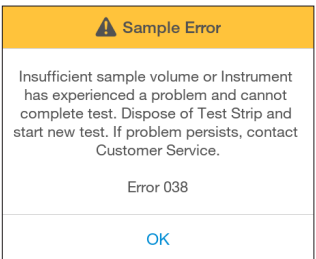 Sample Error
Insufficient sample volume or Instrument
has experienced a problem and cannot
complete test. Dispose of Test Strip and
start new test. If problem persists, contact
Customer Service.
Error 038
OK